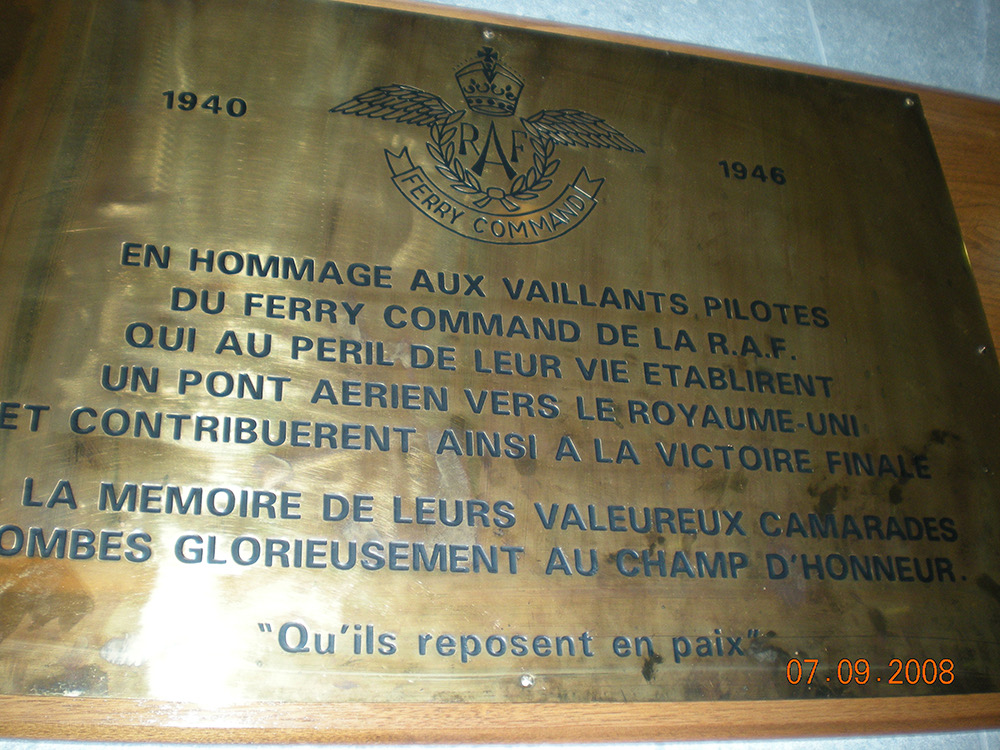 1940
RAF
FERRY COMMAND
1946
EN HOMMAGE AUX VAILLANTS PILOTES
DU FERRY COMMAND DE LA R.A.F.
QUI AU PERIL DE LEUR VIE ETABLIRENT
UN PONT AERIEN VERS LE ROYAUME-UNI
ET CONTRIBUERENT AINSI A LA VICTOIRE FINALE
LA MEMOIRE DE LEURS VALEUREUX CAMARADES
OMBES GLORIEUSEMENT AU CHAMP D'HONNEUR.
"Qu'ils reposent en paix"
07.09.2008